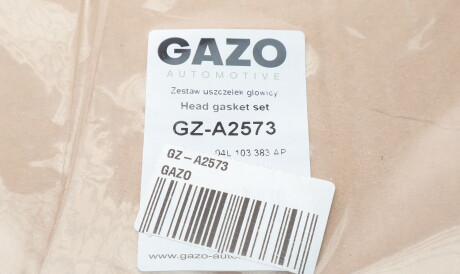 GAZO
AUTOMOTIVE
Zestaw uszczelek głowicy
Head gasket set
GZ-A2573
04L 103 383 AP
GZ-A2573
GAZO
www.gazo-auto